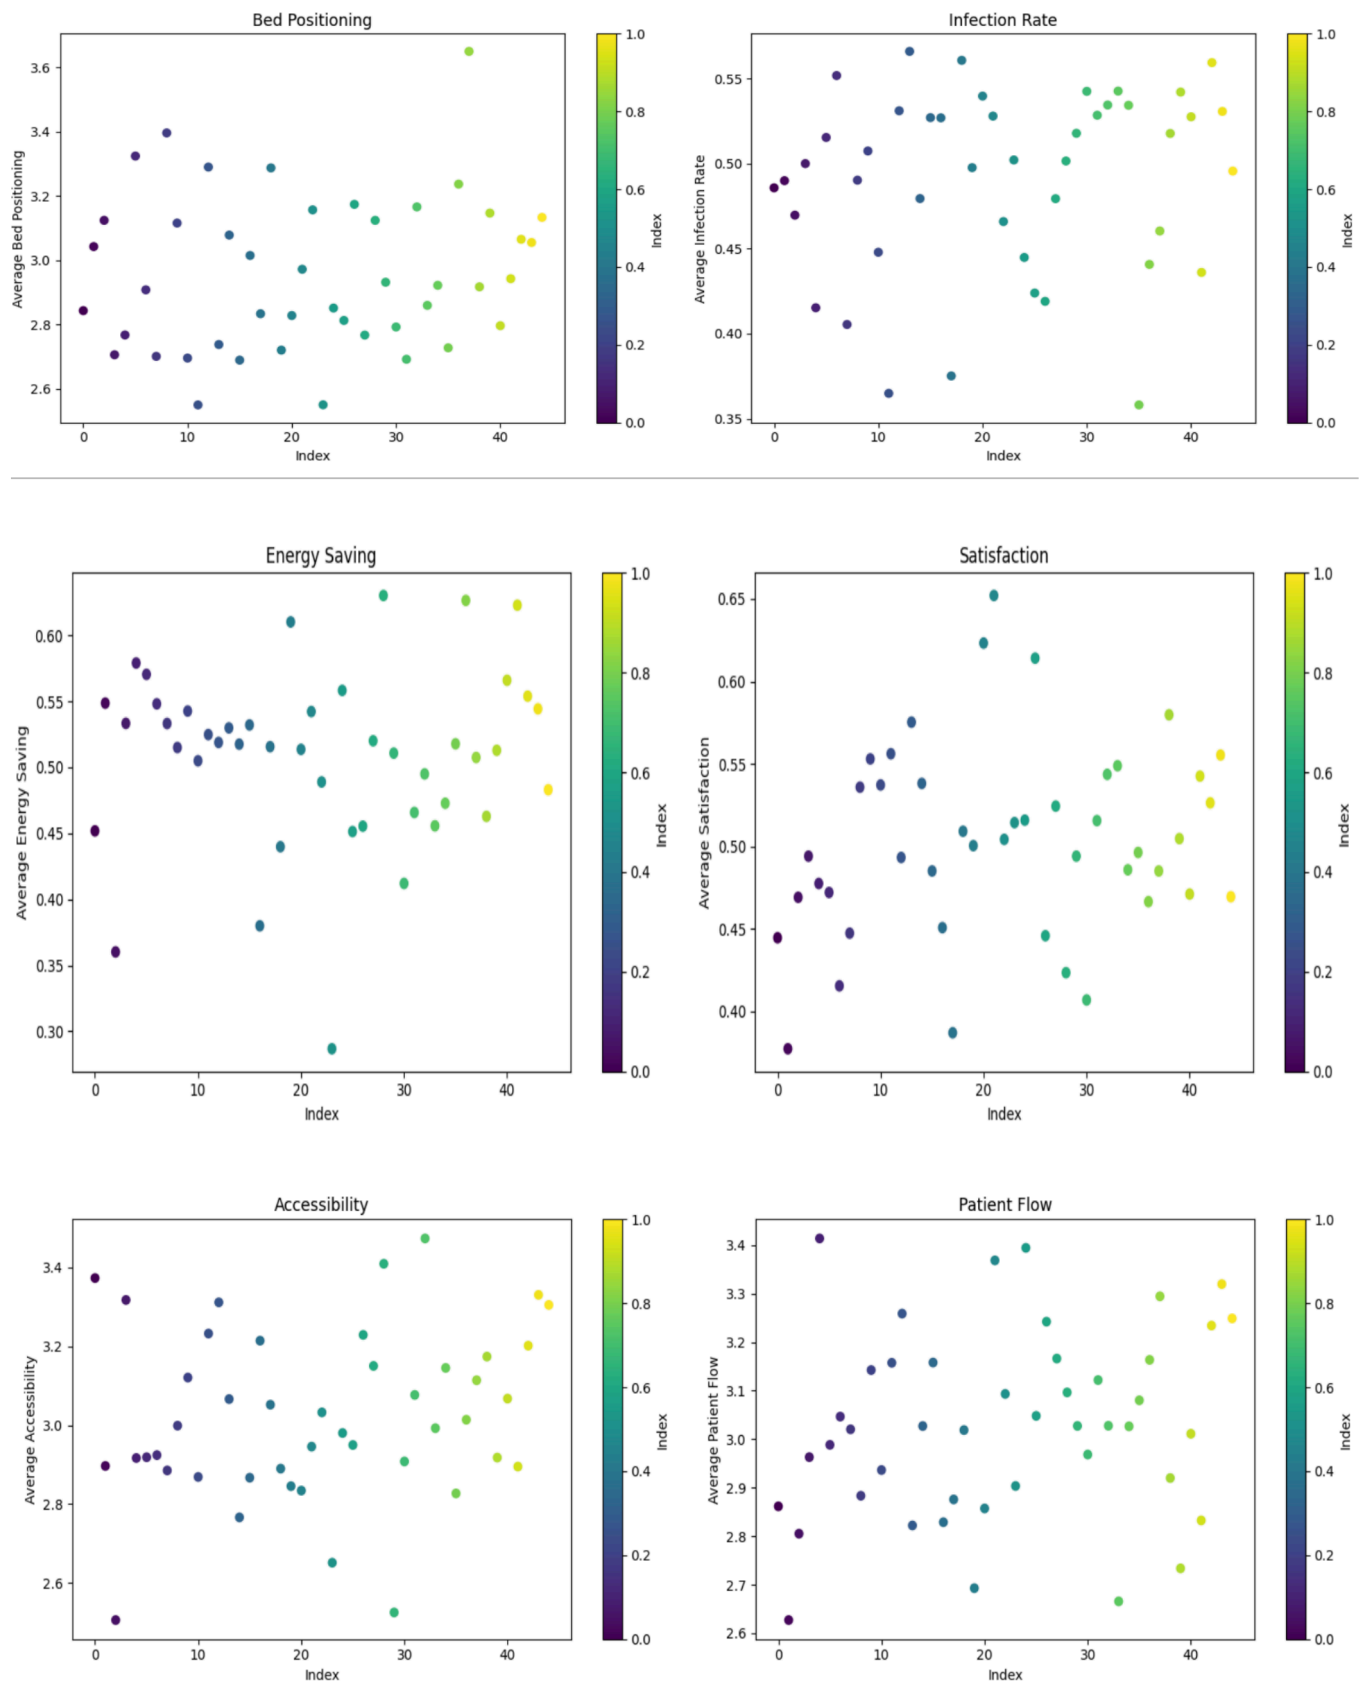 Bed Positioning
Average Bed Positioning
3.6
3.4
3.2
3.0
2.8
2.6
0 10 20 30 40
Index
1.0
0.8
0.6
0.4
0.2
0.0
Index
Infection Rate
Average Infection Rate
0.55
0.50
0.45
0.40
0.35
0 10 20 30 40
Index
1.0
0.8
0.6
0.4
0.2
0.0
Index
Energy Saving
Average Energy Saving
0.60
0.55
0.50
0.45
0.40
0.35
0.30
0 10 20 30 40
Index
1.0
0.8
0.6
0.4
0.2
0.0
Index
Satisfaction
Average Satisfaction
0.65
0.60
0.55
0.50
0.45
0.40
0 10 20 30 40
Index
1.0
0.8
0.6
0.4
0.2
0.0
Index
Accessibility
Average Accessibility
3.4
3.2
3.0
2.8
2.6
0 10 20 30 40
Index
1.0
0.8
0.6
0.4
0.2
0.0
Index
Patient Flow
Average Patient Flow
3.4
3.3
3.2
3.1
3.0
2.9
2.8
2.7
2.6
0 10 20 30 40
Index
1.0
0.8
0.6
0.4
0.2
0.0
Index